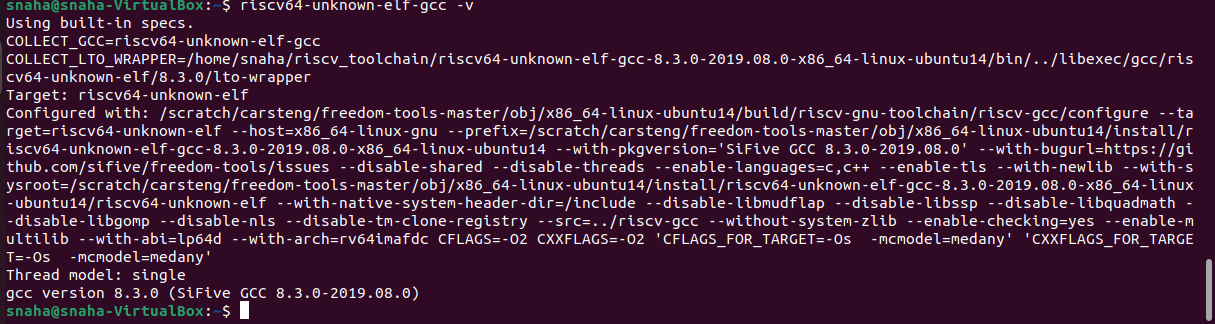 snaha@snaha-VirtualBox:~$ riscv64-unknown-elf-gcc -v
Using built-in specs.
COLLECT_GCC=riscv64-unknown-elf-gcc
COLLECT_LTO_WRAPPER=/home/snaha/riscv_toolchain/riscv64-unknown-elf-gcc-8.3.0-2019.08.0-x86_64-linux-ubuntu14/bin/../libexec/gcc/ris
cv64-unknown-elf/8.3.0/lto-wrapper
Target: riscv64-unknown-elf
Configured with: /scratch/carsteng/freedom-tools-master/obj/x86_64-linux-ubuntu14/build/riscv-gnu-toolchain/riscv-gcc/configure --ta
rget=riscv64-unknown-elf --host=x86_64-linux-gnu --prefix=/scratch/carsteng/freedom-tools-master/obj/x86_64-linux-ubuntu14/install/r
iscv64-unknown-elf-gcc-8.3.0-2019.08.0-x86_64-linux-ubuntu14 --with-pkgversion='SiFive GCC 8.3.0-2019.08.0' --with-bugurl=https://gi
thub.com/sifive/freedom-tools/issues --disable-shared --disable-threads --enable-languages=c,c++ --enable-tls --with-newlib --with-s
ysroot=/scratch/carsteng/freedom-tools-master/obj/x86_64-linux-ubuntu14/install/riscv64-unknown-elf-gcc-8.3.0-2019.08.0-x86_64-linux
-ubuntu14/riscv64-unknown-elf --with-native-system-header-dir=/include --disable-libmudflap --disable-libssp --disable-libquadmath -
-disable-libgomp --disable-nls --disable-tm-clone-registry --src=../riscv-gcc --without-system-zlib --enable-checking=yes --enable-m
ultilib --with-abi=lp64d --with-arch=rv64imafdc CFLAGS=-O2 CXXFLAGS=-O2 'CFLAGS_FOR_TARGET=-Os  -mcmodel=medany' 'CXXFLAGS_FOR_TARGE
T=-Os  -mcmodel=medany'
Thread model: single
gcc version 8.3.0 (SiFive GCC 8.3.0-2019.08.0)
snaha@snaha-VirtualBox:~$